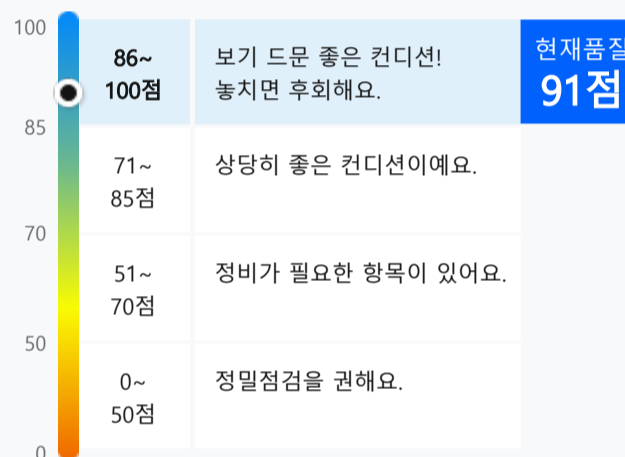 100
86~
100점
보기 드문 좋은 컨디션!
놓치면 후회해요.
현재품질
91점
85
71~
85점
상당히 좋은 컨디션이예요.
70
51~
70점
정비가 필요한 항목이 있어요.
50
0~
50점
정밀점검을 권해요.
0